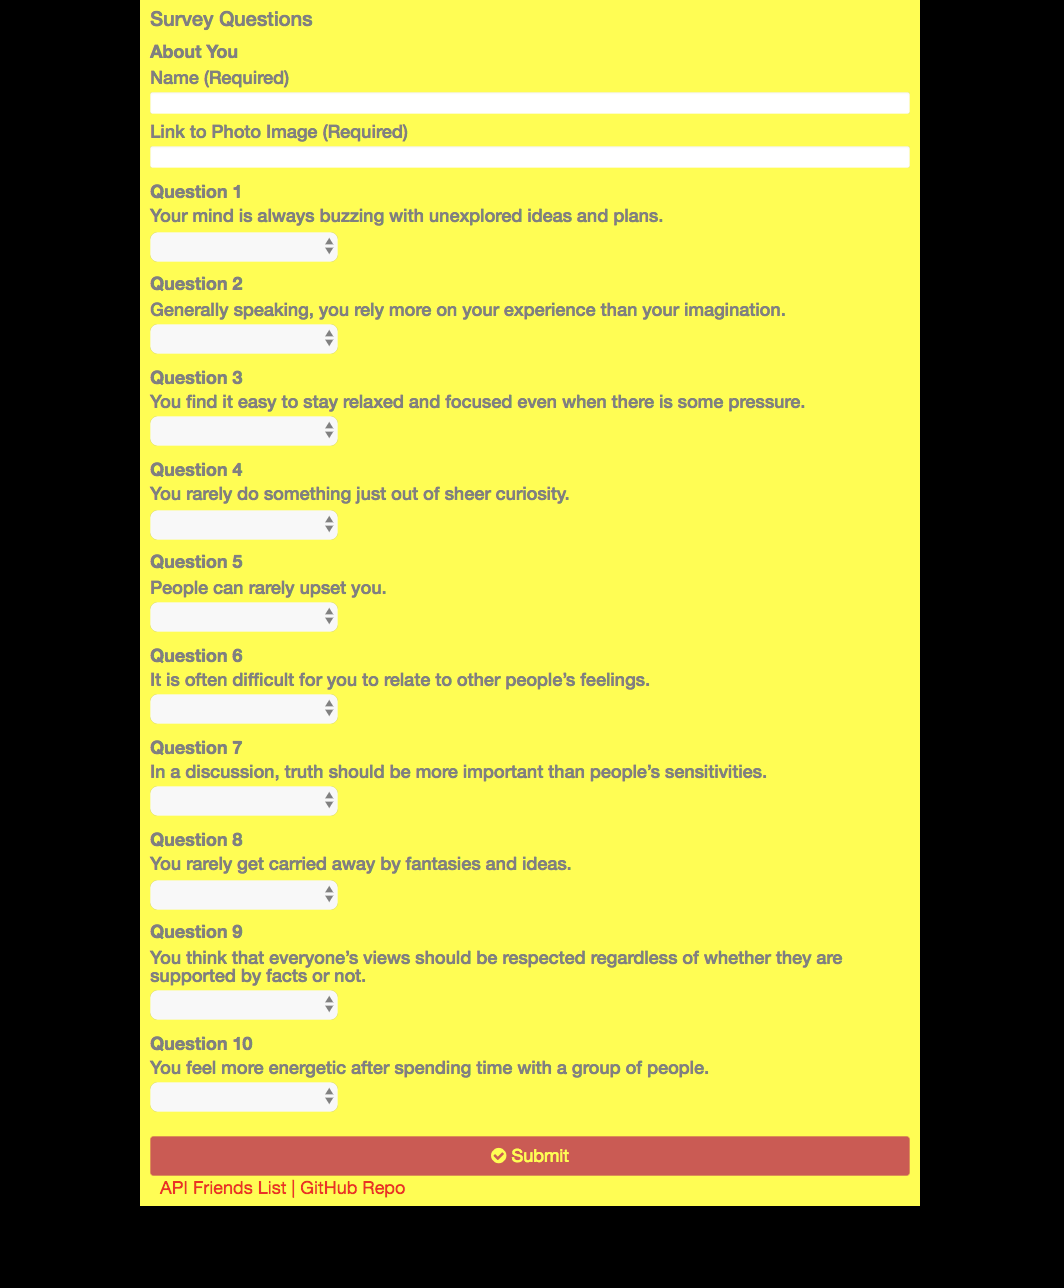 Survey Questions
About You
Name (Required)
Link to Photo Image (Required)
Question 1
Your mind is always buzzing with unexplored ideas and plans.
Question 2
Generally speaking, you rely more on your experience than your imagination.
Question 3
You find it easy to stay relaxed and focused even when there is some pressure.
Question 4
You rarely do something just out of sheer curiosity.
Question 5
People can rarely upset you.
Question 6
It is often difficult for you to relate to other people’s feelings.
Question 7
In a discussion, truth should be more important than people’s sensitivities.
Question 8
You rarely get carried away by fantasies and ideas.
Question 9
You think that everyone’s views should be respected regardless of whether they are
supported by facts or not.
Question 10
You feel more energetic after spending time with a group of people.
Submit
API Friends List | GitHub Repo